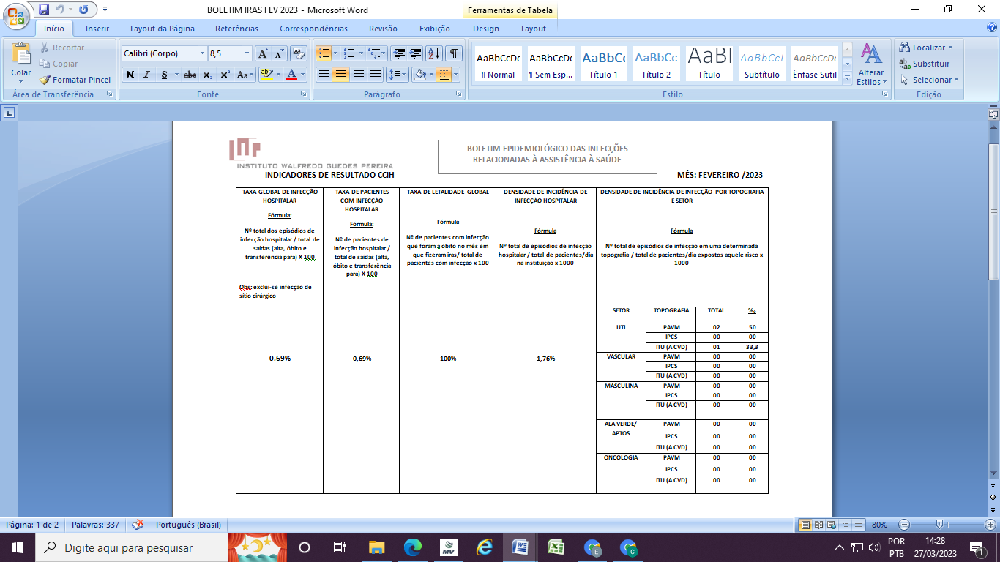 BOLETIM IRAS FEV 2023 - Microsoft Word
Ferramentas de Tabela
Início
Inserir
Layout da Página
Referências
Correspondências
Revisão
Exibição
Design
Layout
Colar
Recortar
Copiar
Formatar Pincel
Área de Transferência
Calibri (Corpo)
8,5
Fonte
Parágrafo
AaBbCcDc
¶ Normal
AaBbCcDc
¶ Sem Esp...
AaBbCc
Título 1
AaBbCc
Título 2
AaBl
Título
AaBbCcL
Subtítulo
AaBbCcDc
Ênfase Sutil
Alterar
Estilos
Estilo
Localizar
Substituir
Selecionar
Edição
INSTITUTO WALFREDO GUEDES PEREIRA
BOLETIM EPIDEMIOLÓGICO DAS INFECÇÕES
RELACIONADAS À ASSISTÊNCIA À SAÚDE
INDICADORES DE RESULTADO CCIH
MÊS: FEVEREIRO /2023
TAXA GLOBAL DE INFECÇÃO
HOSPITALAR
Fórmula:
Nº total dos episódios de
infecção hospitalar / total de
saídas (alta, óbito e
transferência para) X 100
Obs: exclui-se infecção de
sítio cirúrgico
TAXA DE PACIENTES
COM INFECÇÃO
HOSPITALAR
Fórmula:
Nº de pacientes de
infecção hospitalar /
total de saídas (alta,
óbito e transferência
para) X 100
TAXA DE LETALIDADE GLOBAL
Fórmula
Nº de pacientes com infecção
que foram à óbito no mês em
que fizeram iras/ total de
pacientes com infecção x 100
DENSIDADE DE INCIDÊNCIA DE
INFECÇÃO HOSPITALAR
Fórmula
Nº total de episódios de infecção
hospitalar / total de pacientes/dia
na instituição x 1000
DENSIDADE DE INCIDÊNCIA DE INFECÇÃO POR TOPOGRAFIA
E SETOR
Fórmula
Nº total de episódios de infecção em uma determinada
topografia / total de pacientes/dia expostos aquele risco x
1000
0,69%
0,69%
100%
1,76%
SETOR TOPOGRAFIA TOTAL ‰
UTI PAVM 02 50
IPCS 00 00
ITU (A CVD) 01 33,3
VASCULAR PAVM 00 00
IPCS 00 00
ITU (A CVD) 00 00
MASCULINA PAVM 00 00
IPCS 00 00
ITU (A CVD) 00 00
ALA VERDE/ PAVM 00 00
APTOS
IPCS 00 00
ITU (A CVD) 00 00
ONCOLOGIA PAVM 00 00
IPCS 00 00
ITU (A CVD) 00 00
Página: 1 de 2
Palavras: 337
Português (Brasil)
80%
Digite aqui para pesquisar
MV
E
C
POR
PTB
14:28
27/03/2023
1